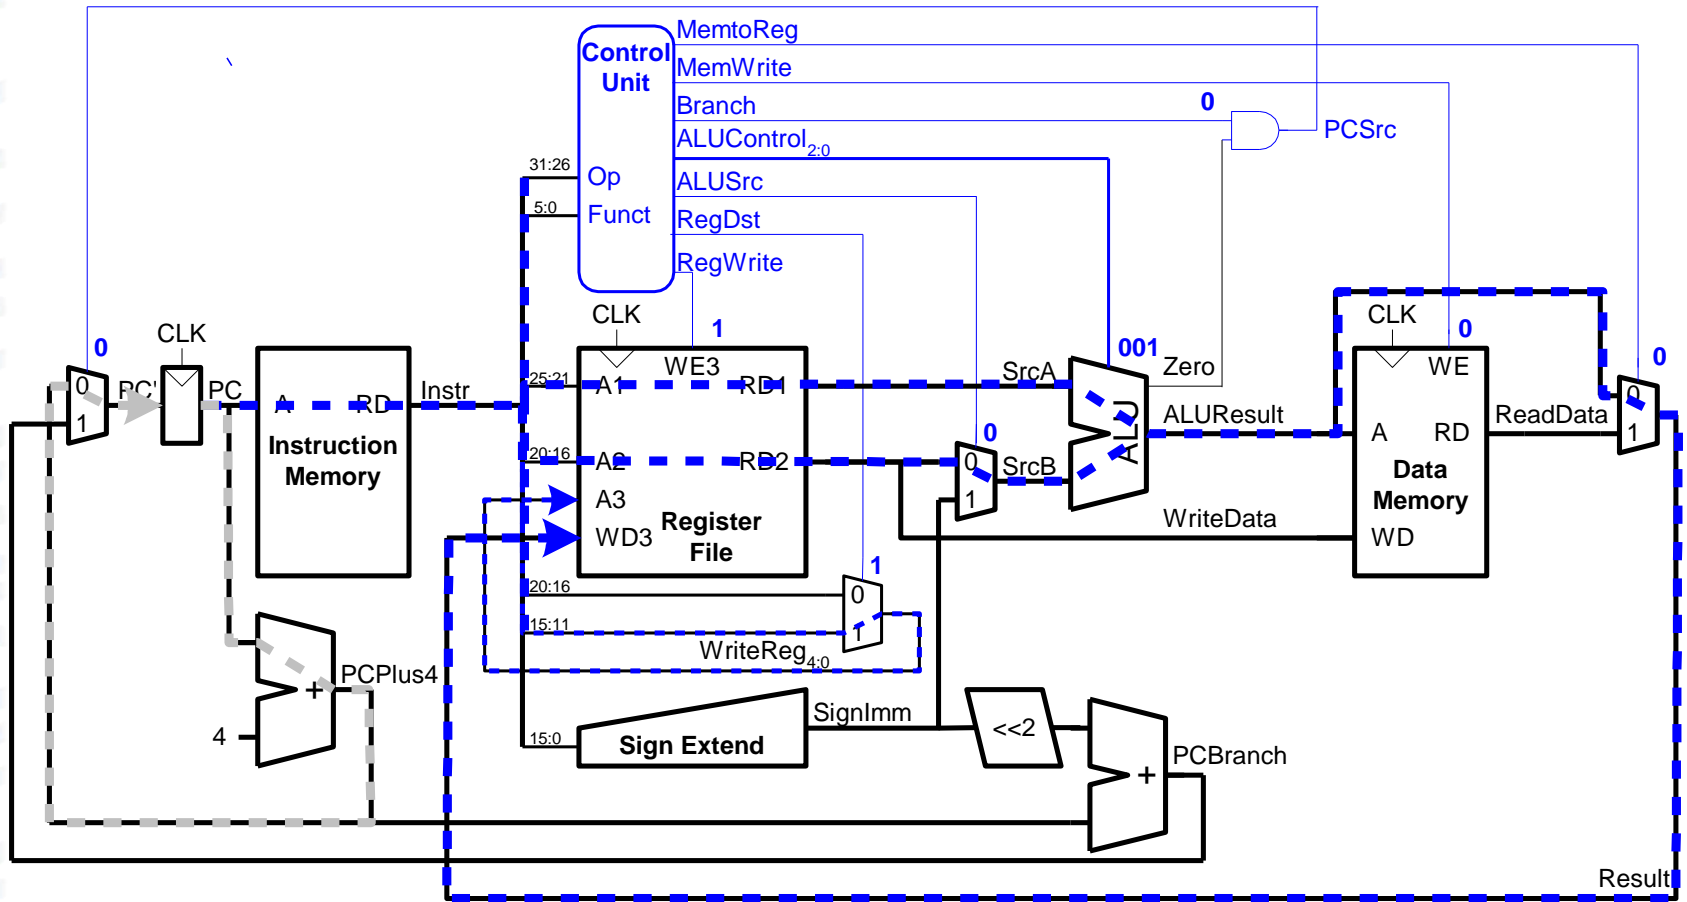 MemtoReg
Control
Unit
MemWrite
Branch
0
ALUControl2:0
PCSrc
31:26
Op
ALUSrc
5:0
Funct
RegDst
RegWrite
CLK
CLK
CLK
1
0
0
001
0
PC'
PC
Instr
WE3
SrcA
Zero
WE
0
0
25:21
A1
RD1
A
RD
Instruction
Memory
ALU
ALUResult
ReadData
1
0
A
RD
1
20:16
A2
RD2
0
SrcB
1
Data
Memory
A3
Register
File
WD3
WriteData
WD
1
20:16
0
15:11
1
WriteReg4:0
PCPlus4
+
4
SignImm
15:0
Sign Extend
<<2
PCBranch
+
Result